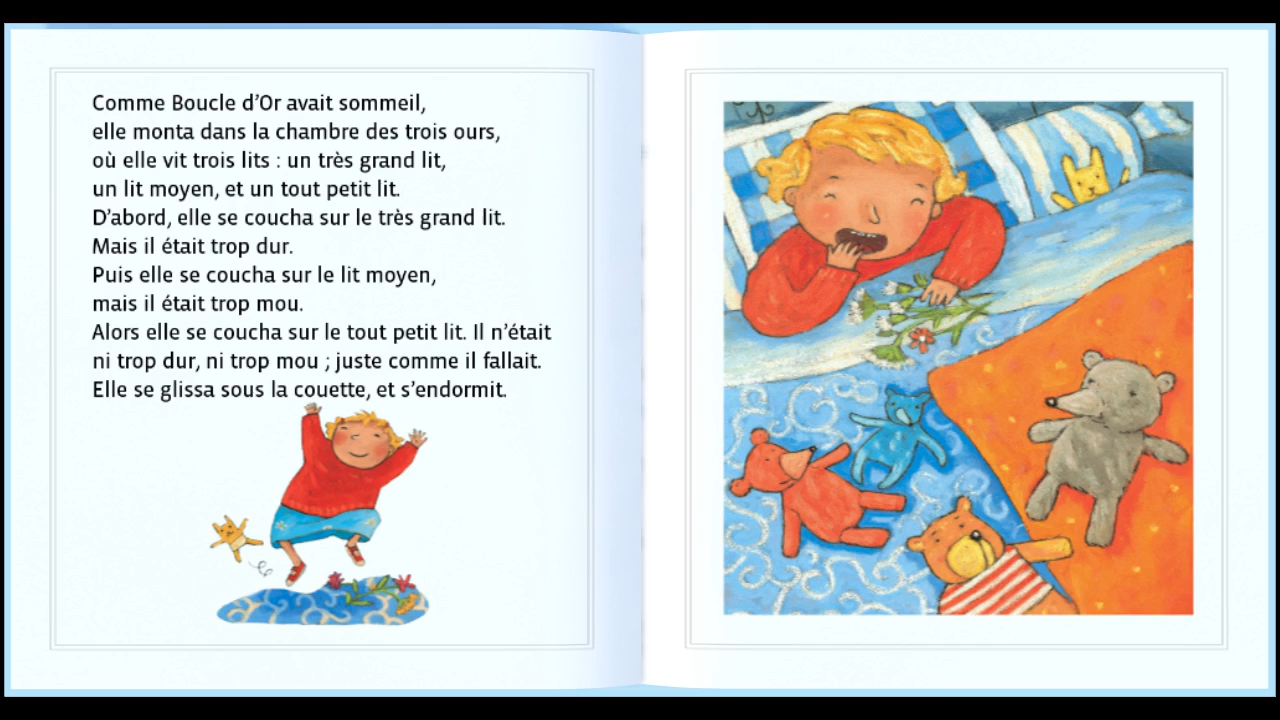 Comme Boucle d’Or avait sommeil,
elle monta dans la chambre des trois ours,
où elle vit trois lits : un très grand lit,
un lit moyen, et un tout petit lit.
D’abord, elle se coucha sur le très grand lit.
Mais il était trop dur.
Puis elle se coucha sur le lit moyen,
mais il était trop mou.
Alors elle se coucha sur le tout petit lit. Il n’était
ni trop dur, ni trop mou ; juste comme il fallait.
Elle se glissa sous la couette, et s’endormit.